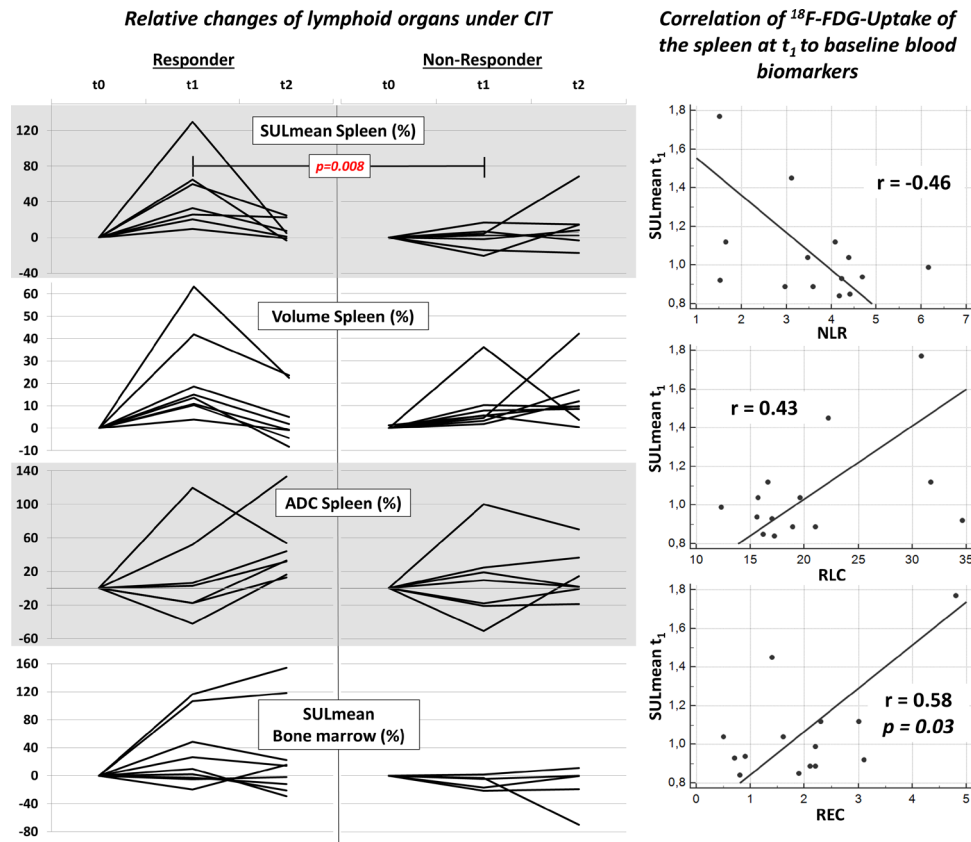 Relative changes of lymphoid organs under CIT
Responder
Non-Responder
t0 t1 t2 t0 t1 t2
SULmean Spleen (%)
120
80
40
0
-40
p=0.008
Volume Spleen (%)
60
50
40
30
20
10
0
-10
ADC Spleen (%)
140
100
60
20
-20
-60
SULmean
Bone marrow (%)
160
120
80
40
0
-40
-80
Correlation of ¹⁸F-FDG-Uptake of
the spleen at t₁ to baseline blood
biomarkers
SULmean t₁
1,8
1,6
1,4
1,2
1,0
0,8
r = -0.46
1 2 3 4 5 6 7
NLR
SULmean t₁
1,8
1,6
1,4
1,2
1,0
0,8
r = 0.43
10 15 20 25 30 35
RLC
SULmean t₁
1,8
1,6
1,4
1,2
1,0
0,8
r = 0.58
p = 0.03
0 1 2 3 4 5
REC